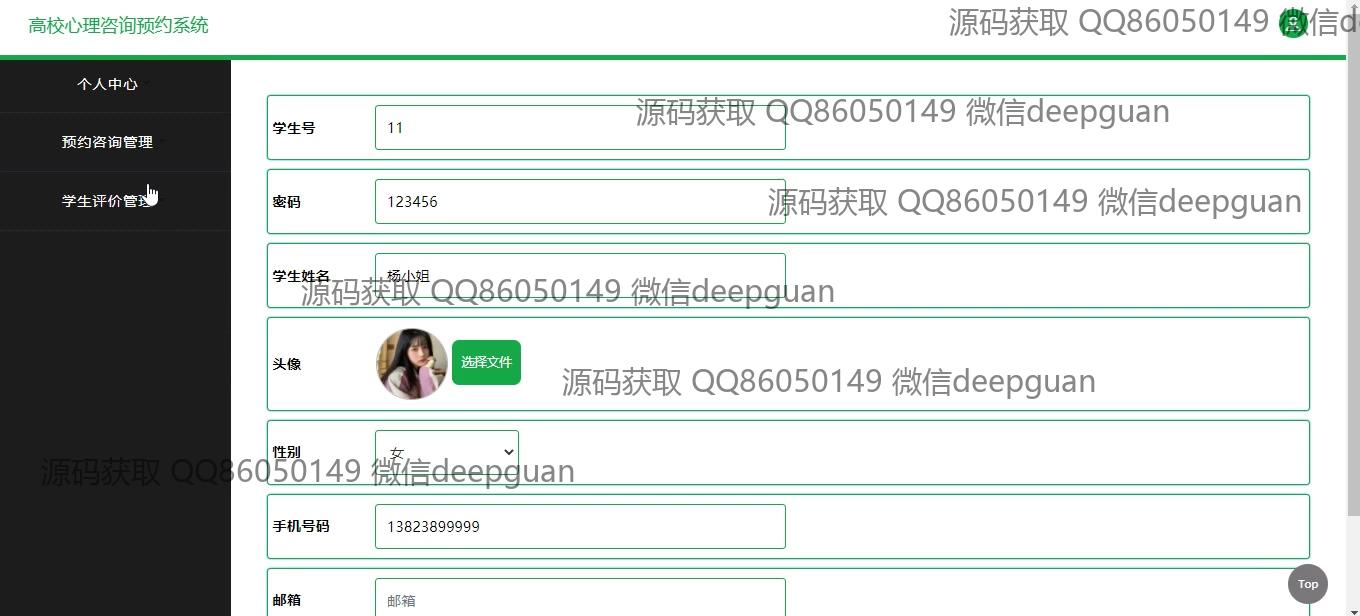 高校心理咨询预约系统
源码获取 QQ86050149 微信de
个人中心
预约咨询管理
学生评价管理
学生号
11
源码获取 QQ86050149 微信deepguan
密码
123456
源码获取 QQ86050149 微信deepguan
学生姓名
杨小姐
源码获取 QQ86050149 微信deepguan
头像
选择文件
源码获取 QQ86050149 微信deepguan
性别
女
源码获取 QQ86050149 微信deepguan
手机号码
13823899999
邮箱
邮箱
Top